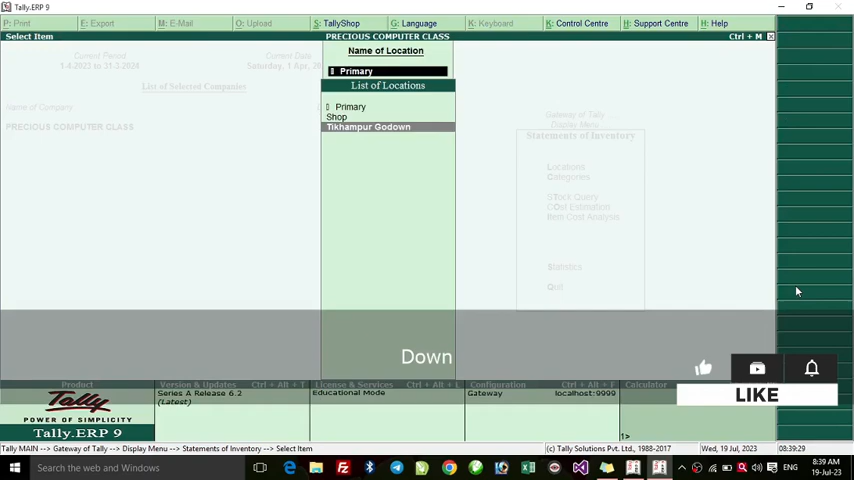 Tally.ERP 9
P: Print
E: Export
M: E-Mail
O: Upload
S: TallyShop
G: Language
K: Keyboard
K: Control Centre
H: Support Centre
H: Help
Select Item
PRECIOUS COMPUTER CLASS
Ctrl + M
Current Period
1-4-2023 to 31-3-2024
Current Date
Saturday, 1 Apr,
List of Selected Companies
Name of Company
PRECIOUS COMPUTER CLASS
Name of Location
Primary
List of Locations
Primary
Shop
Tikhampur Godown
Gateway of Tally ...
Display Menu...
Statements of Inventory
Locations
Categories
STock Query
COst Estimation
Item Cost Analysis
Statistics
Quit
Down
LIKE
Product
Tally
POWER OF SIMPLICITY
Tally.ERP 9
Version & Updates Ctrl + Alt + T
Series A Release 6.2
(Latest)
License & Services Ctrl + Alt + L
Educational Mode
Configuration Ctrl + Alt + F
Gateway localhost:9999
Calculator
1>
Tally MAIN --> Gateway of Tally --> Display Menu --> Statements of Inventory --> Select Item
(c) Tally Solutions Pvt. Ltd., 1988-2017
Wed, 19 Jul, 2023
08:39:29
Search the web and Windows
ENG
8:39 AM
19-Jul-23